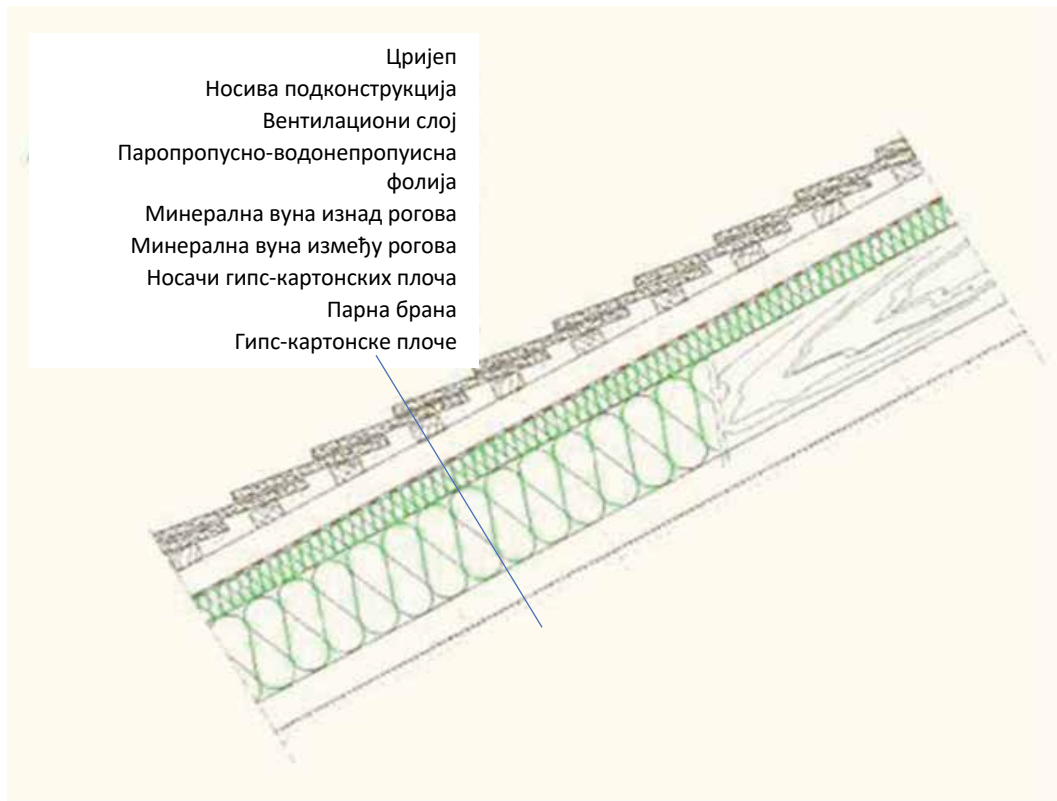 Цријеп
Носива подконструкција
Вентилациони слој
Паропропусно-водонепропуисна
фолија
Минерална вуна изнад рогова
Минерална вуна између рогова
Носачи гипс-картонских плоча
Парна брана
Гипс-картонске плоче